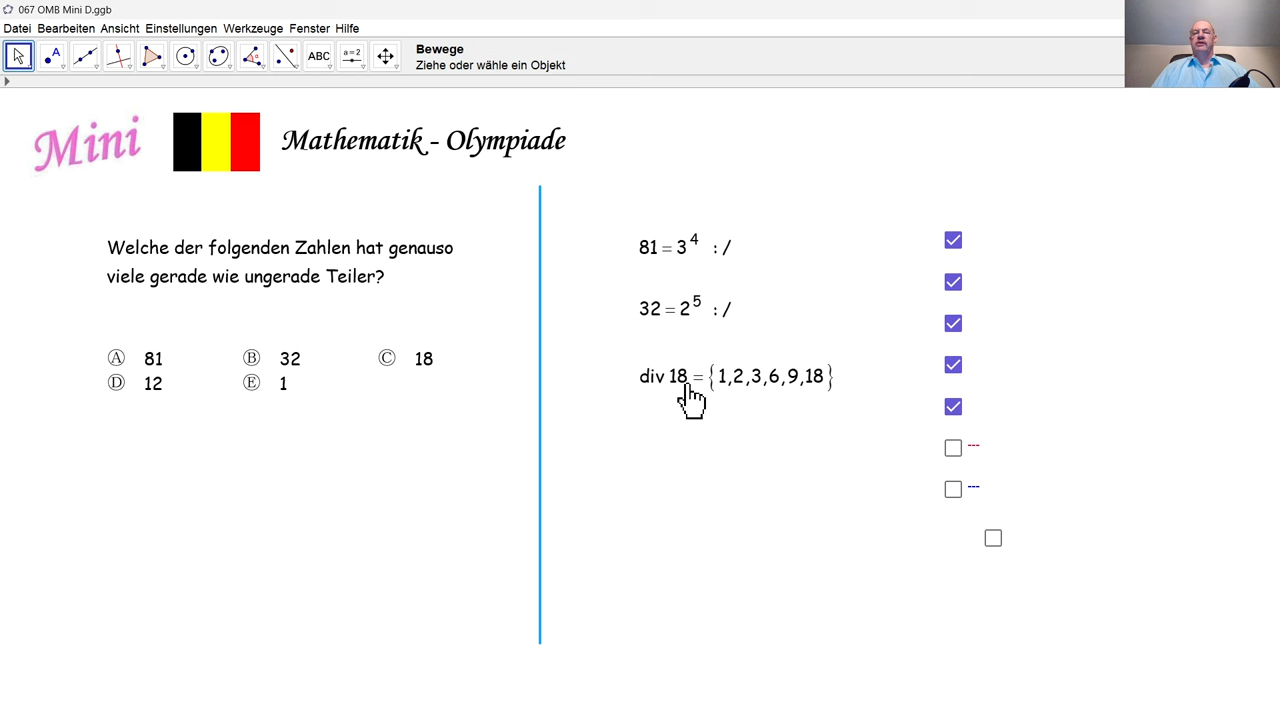 067 OMB Mini D.ggb
Datei Bearbeiten Ansicht Einstellungen Werkzeuge Fenster Hilfe
A ABC a=2
Bewege
Ziehe oder wähle ein Objekt
Mini Mathematik - Olympiade
Welche der folgenden Zahlen hat genauso
viele gerade wie ungerade Teiler?
Ⓐ 81 Ⓑ 32 Ⓒ 18
Ⓓ 12 Ⓔ 1
81 = 3⁴ : /
32 = 2⁵ : /
div 18 = {1,2,3,6,9,18}